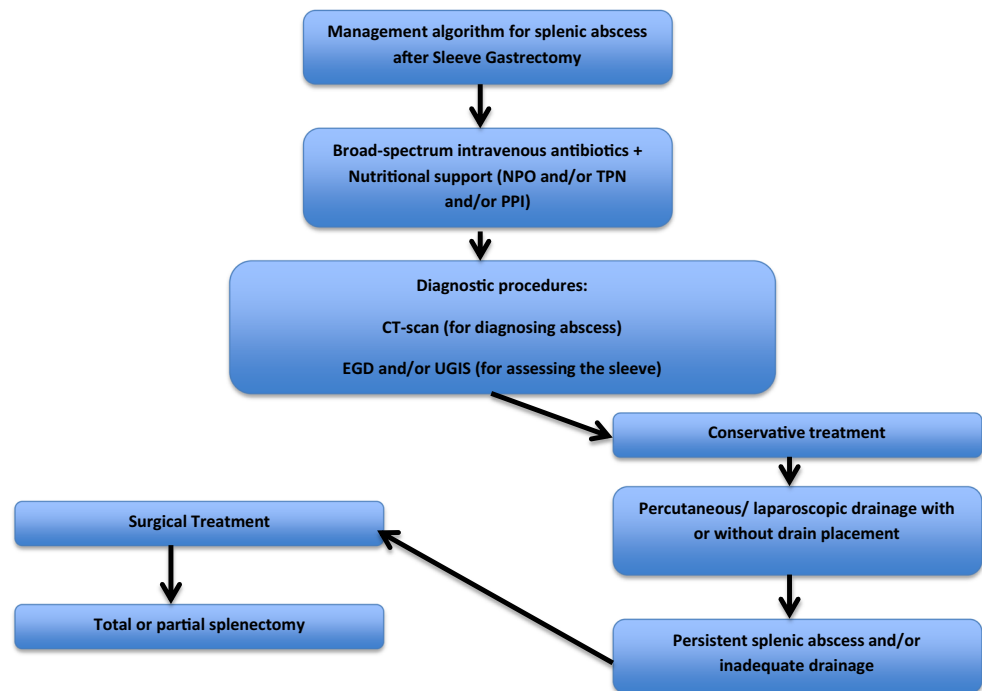 Management algorithm for splenic abscess
after Sleeve Gastrectomy
Broad-spectrum intravenous antibiotics +
Nutritional support (NPO and/or TPN
and/or PPI)
Diagnostic procedures:
CT-scan (for diagnosing abscess)
EGD and/or UGIS (for assessing the sleeve)
Conservative treatment
Percutaneous/ laparoscopic drainage with
or without drain placement
Persistent splenic abscess and/or
inadequate drainage
Surgical Treatment
Total or partial splenectomy